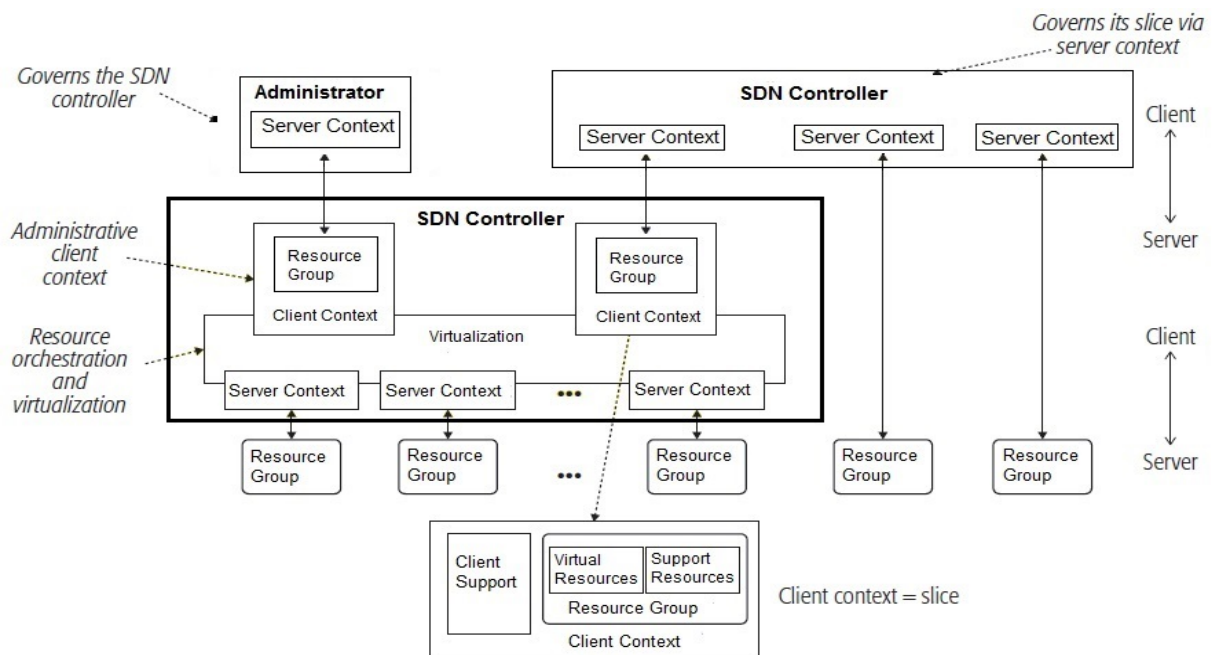 Governs its slice via
server context
Governs the SDN
controller
Administrator
Server Context
SDN Controller
Server Context
Server Context
Server Context
Client
Server
SDN Controller
Administrative
client
context
Resource
Group
Client Context
Resource
Group
Client Context
Virtualization
Resource
orchestration
and
virtualization
Server Context
Server Context
•••
Server Context
Client
Server
Resource
Group
Resource
Group
•••
Resource
Group
Resource
Group
Resource
Group
Client
Support
Virtual
Resources
Support
Resources
Resource Group
Client Context
Client context = slice